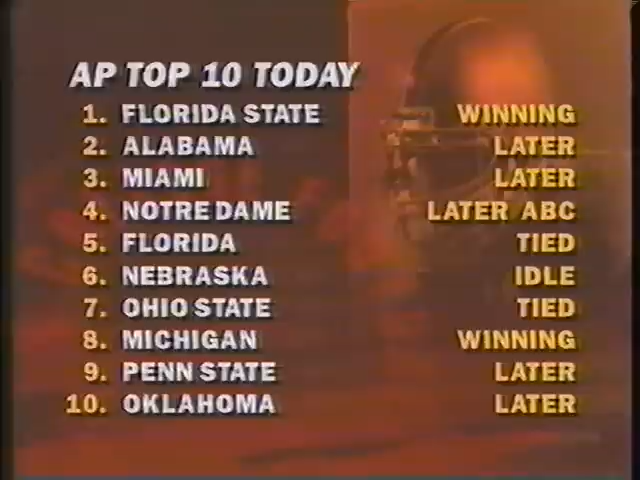 AP TOP 10 TODAY
1. FLORIDA STATE WINNING
2. ALABAMA LATER
3. MIAMI LATER
4. NOTRE DAME LATER ABC
5. FLORIDA TIED
6. NEBRASKA IDLE
7. OHIO STATE TIED
8. MICHIGAN WINNING
9. PENN STATE LATER
10. OKLAHOMA LATER